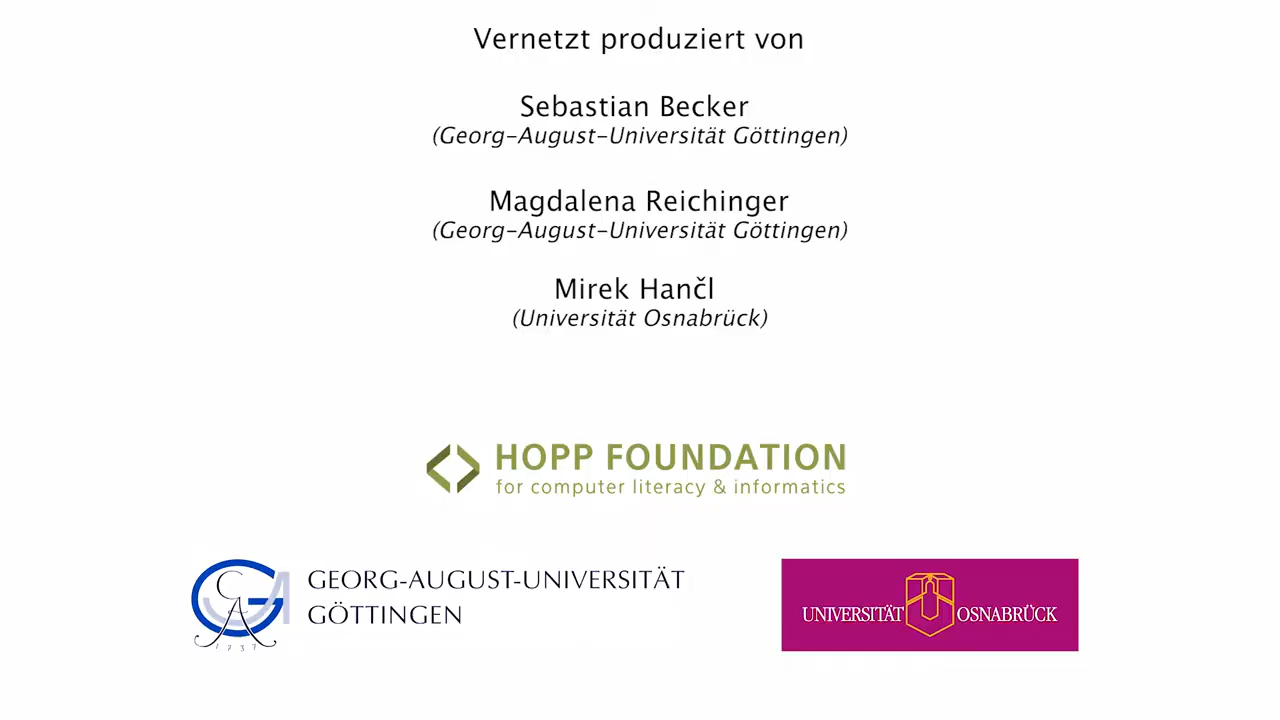 Vernetzt produziert von
Sebastian Becker
(Georg-August-Universität Göttingen)
Magdalena Reichinger
(Georg-August-Universität Göttingen)
Mirek Hančl
(Universität Osnabrück)
HOPP FOUNDATION
for computer literacy & informatics
GEORG-AUGUST-UNIVERSITÄT
GÖTTINGEN
1737
UNIVERSITÄT OSNABRÜCK